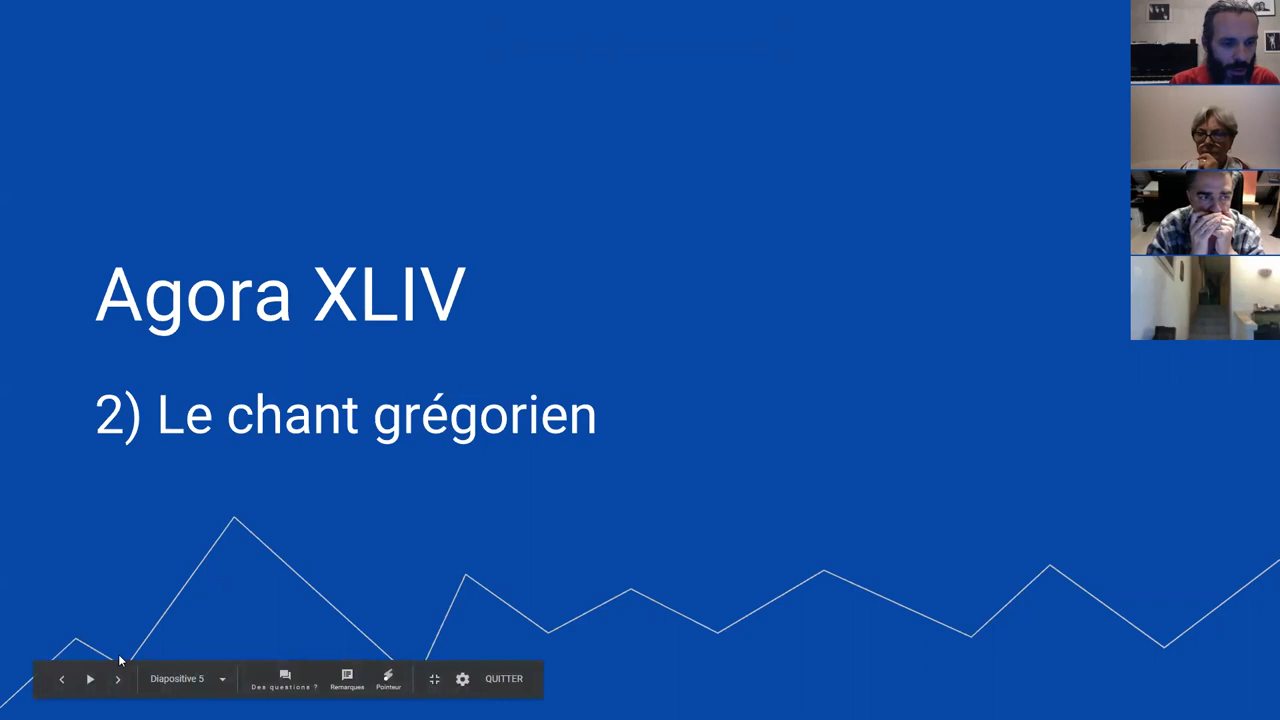 Agora XLIV
2) Le chant grégorien
Diapositive 5
Des questions ?
Remarques
Pointeur
QUITTER